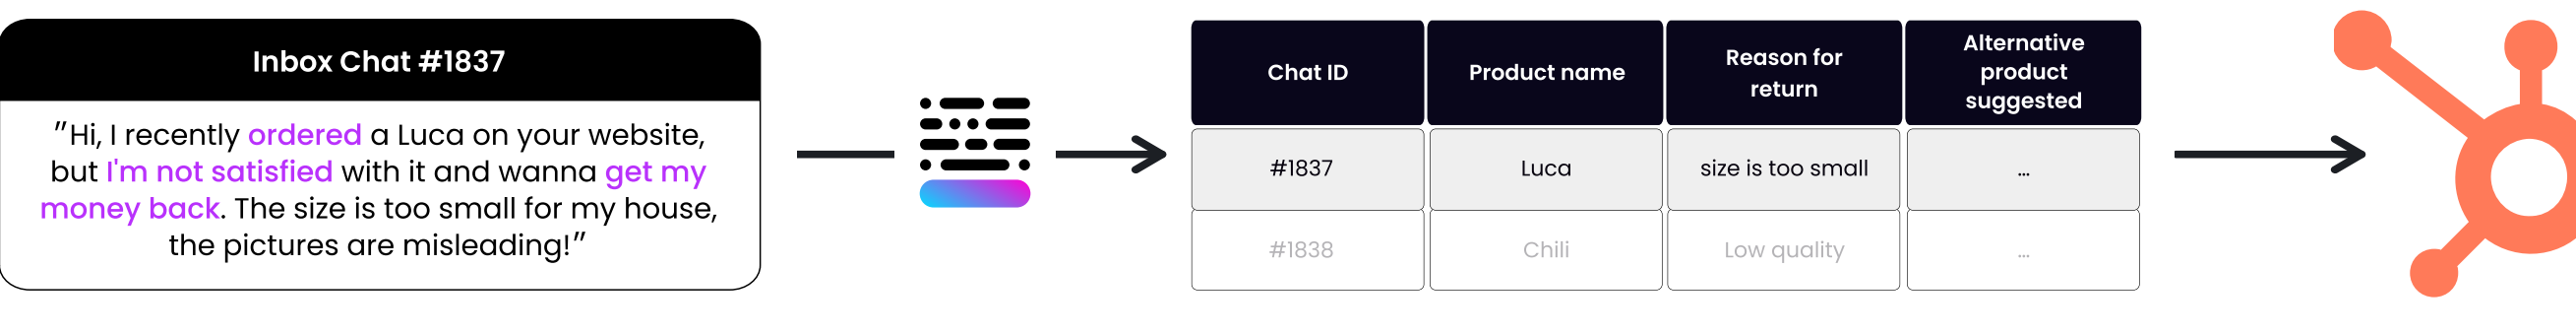 Inbox Chat #1837
"Hi, I recently ordered a Luca on your website,
but I'm not satisfied with it and wanna get my
money back. The size is too small for my house,
the pictures are misleading!"
Chat ID
Product name
Reason for
return
Alternative
product
suggested
#1837
Luca
size is too small
...
#1838
Chili
Low quality
...